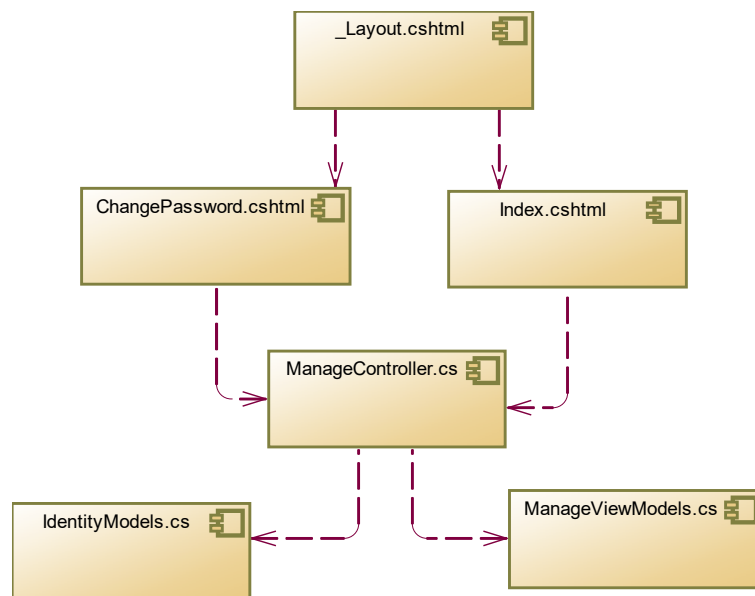 _Layout.cshtml
ChangePassword.cshtml
Index.cshtml
ManageController.cs
IdentityModels.cs
ManageViewModels.cs